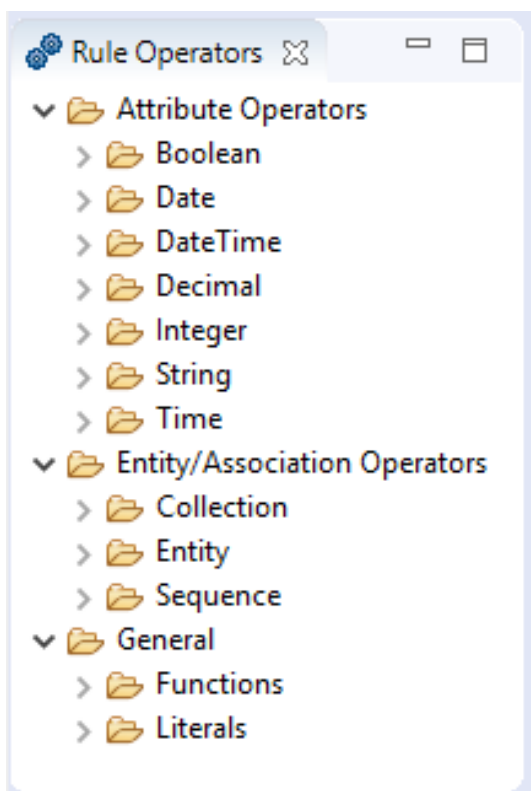 Rule Operators
Attribute Operators
Boolean
Date
DateTime
Decimal
Integer
String
Time
Entity/Association Operators
Collection
Entity
Sequence
General
Functions
Literals